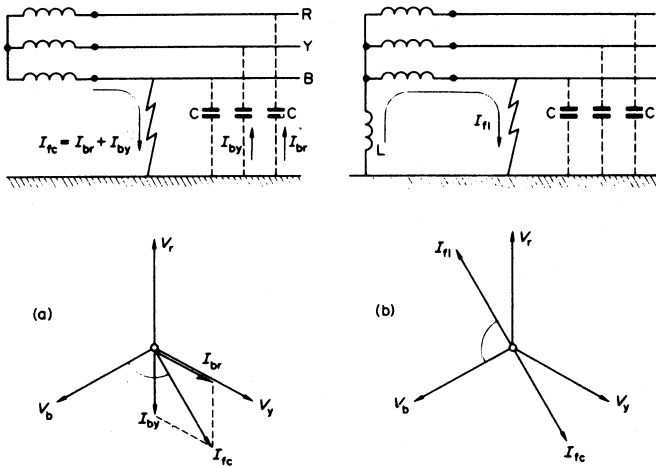 R
Y
B
C
C
I_fc = I_br + I_by
I_by
I_br
L
I_fl
C
C
(a)
V_r
I_br
V_b
I_by
V_y
I_fc
(b)
I_fl
V_r
V_b
V_y
I_fc